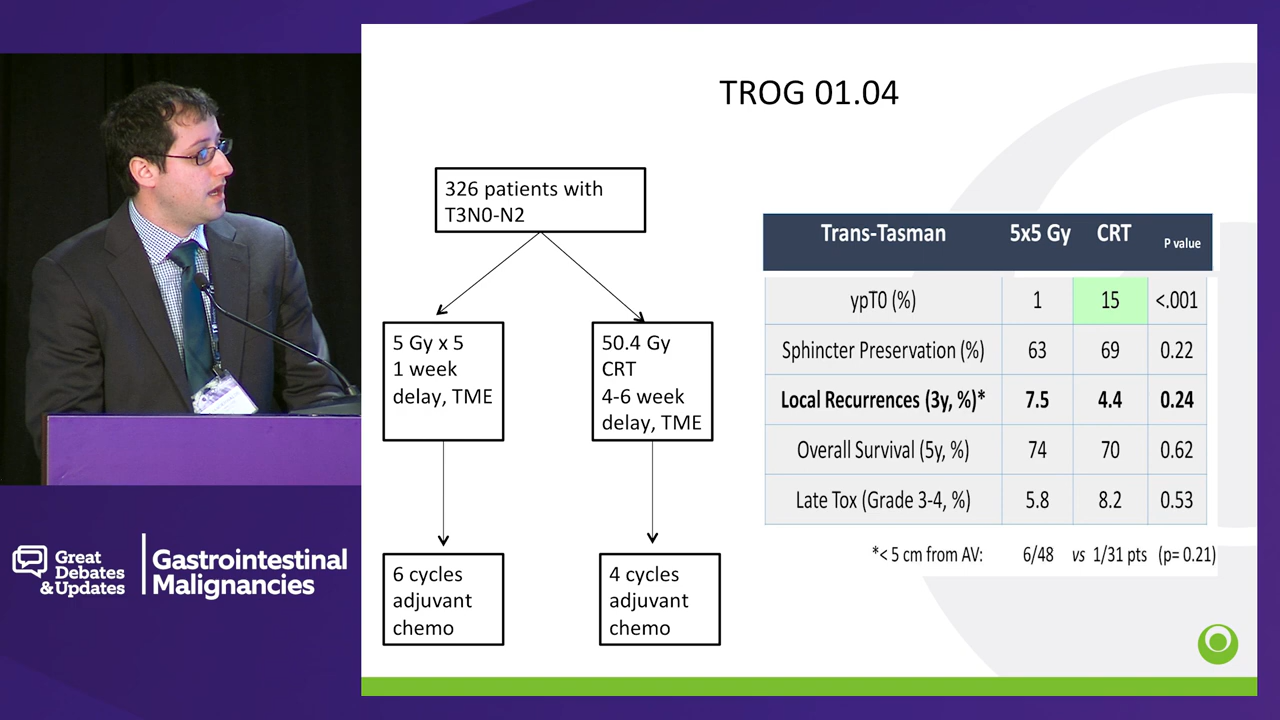 TROG 01.04
326 patients with
T3N0-N2
5 Gy x 5
1 week
delay, TME
50.4 Gy
CRT
4-6 week
delay, TME
6 cycles
adjuvant
chemo
4 cycles
adjuvant
chemo
Trans-Tasman 5x5 Gy CRT P value
ypT0 (%) 1 15 <.001
Sphincter Preservation (%) 63 69 0.22
Local Recurrences (3y, %)* 7.5 4.4 0.24
Overall Survival (5y, %) 74 70 0.62
Late Tox (Grade 3-4, %) 5.8 8.2 0.53
*< 5 cm from AV: 6/48 vs 1/31 pts (p= 0.21)
Great
Debates
& Updates
Gastrointestinal
Malignancies